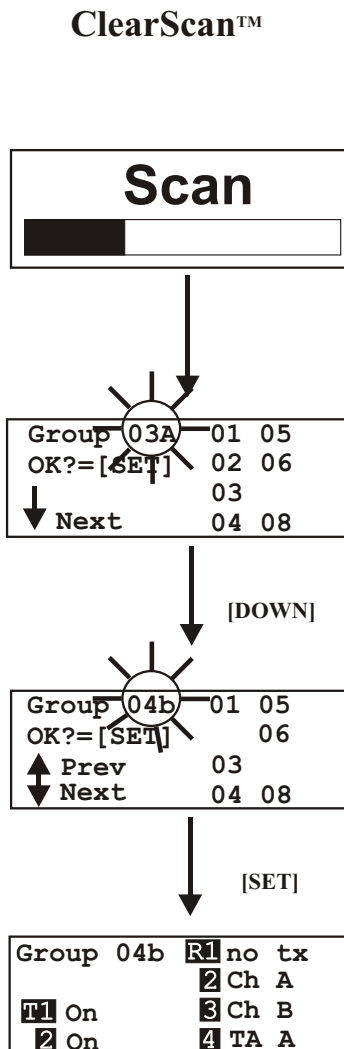 ClearScan™
Scan
Group 03A 01 05
OK?=[SET] 02 06
03
Next 04 08
[DOWN]
Group 04b 01 05
OK?=[SET] 06
Prev 03
Next 04 08
[SET]
Group 04b R1 no tx
2 Ch A
T1 On 3 Ch B
2 On 4 TA A